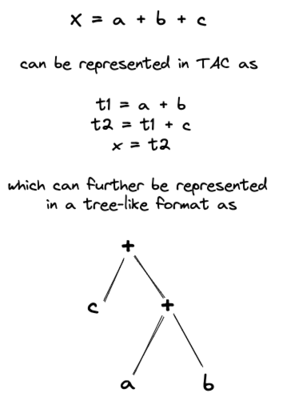 x = a + b + c
can be represented in TAC as
t1 = a + b
t2 = t1 + c
x = t2
which can further be represented
in a tree-like format as
+
c
+
a
b